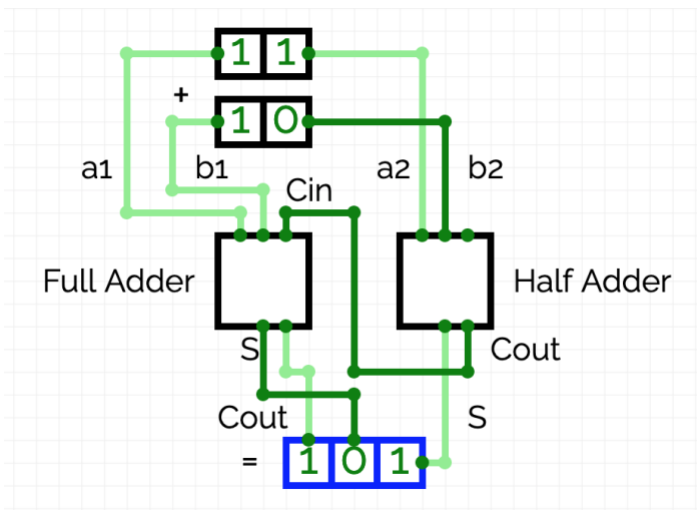 1 1
+
1 0
a1 b1 a2 b2
Cin
Full Adder
Half Adder
S
Cout
Cout
S
=
1 0 1